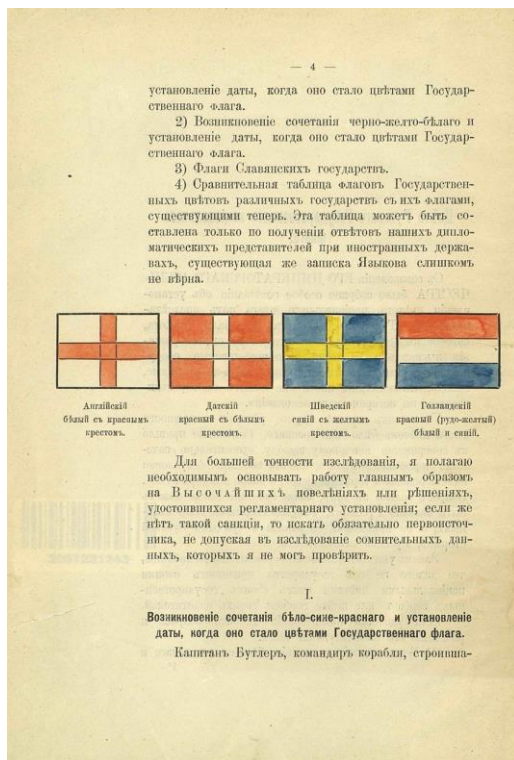 — 4 —
установленіе даты, когда оно стало цвѣтами Государ-
ственнаго флага.
2) Возникновеніе сочетанія черно-желто-бѣлаго и
установленіе даты, когда оно стало цвѣтами Государ-
ственнаго флага.
3) Флаги Славянскихъ государствъ.
4) Сравнительная таблица флаговъ Государствен-
ныхъ цвѣтовъ различныхъ государствъ съ ихъ флагами,
существующими теперь. Эта таблица можетъ быть со-
ставлена только по полученіи отвѣтовъ нашихъ дипло-
матическихъ представителей при иностранныхъ держа-
вахъ, существующая же записка Языкова слишкомъ
не вѣрна.
Англійскій
бѣлый съ краснымъ
крестомъ.
Датскій
красный съ бѣлымъ
крестомъ.
Шведскій
синій съ желтымъ
крестомъ.
Голландскій
красный (рудо-желтый)
бѣлый и синій.
Для большей точности изслѣдованія, я полагаю
необходимымъ основывать работу главнымъ образомъ
на Высочайшихъ повелѣніяхъ или рѣшеніяхъ,
удостоившихся регламентарнаго установленія; если же
нѣтъ такой санкціи, то искать обязательно первоисточ-
ника, не допуская въ изслѣдованіе сомнительныхъ дан-
ныхъ, которыхъ я не могъ провѣрить.
I.
Возникновеніе сочетанія бѣло-сине-краснаго и установленіе
даты, когда оно стало цвѣтами Государственнаго флага.
Капитанъ Бутлеръ, командиръ корабля, строивша-